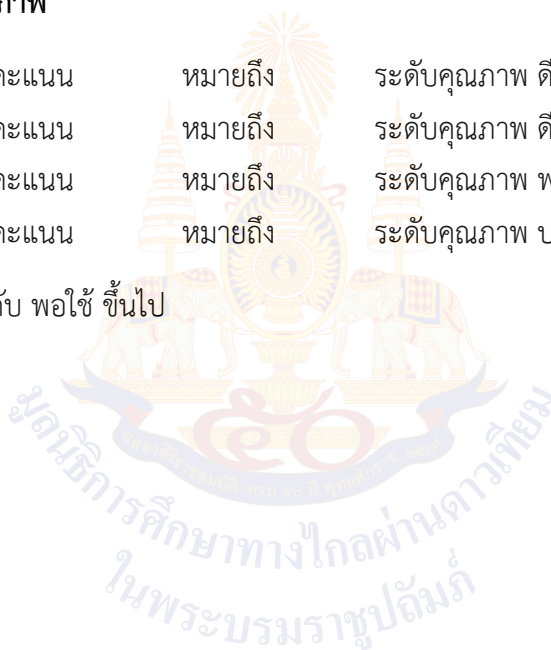 คะแนน หมายถึง ระดับคุณภาพ
คะแนน หมายถึง ระดับคุณภาพ
คะแนน หมายถึง ระดับคุณภาพ
คะแนน หมายถึง ระดับคุณภาพ
พอใช้ ขึ้นไป
มูลนิธิการศึกษาทางไกลผ่านดาวเทียม
ในพระบรมราชูปถัมภ์